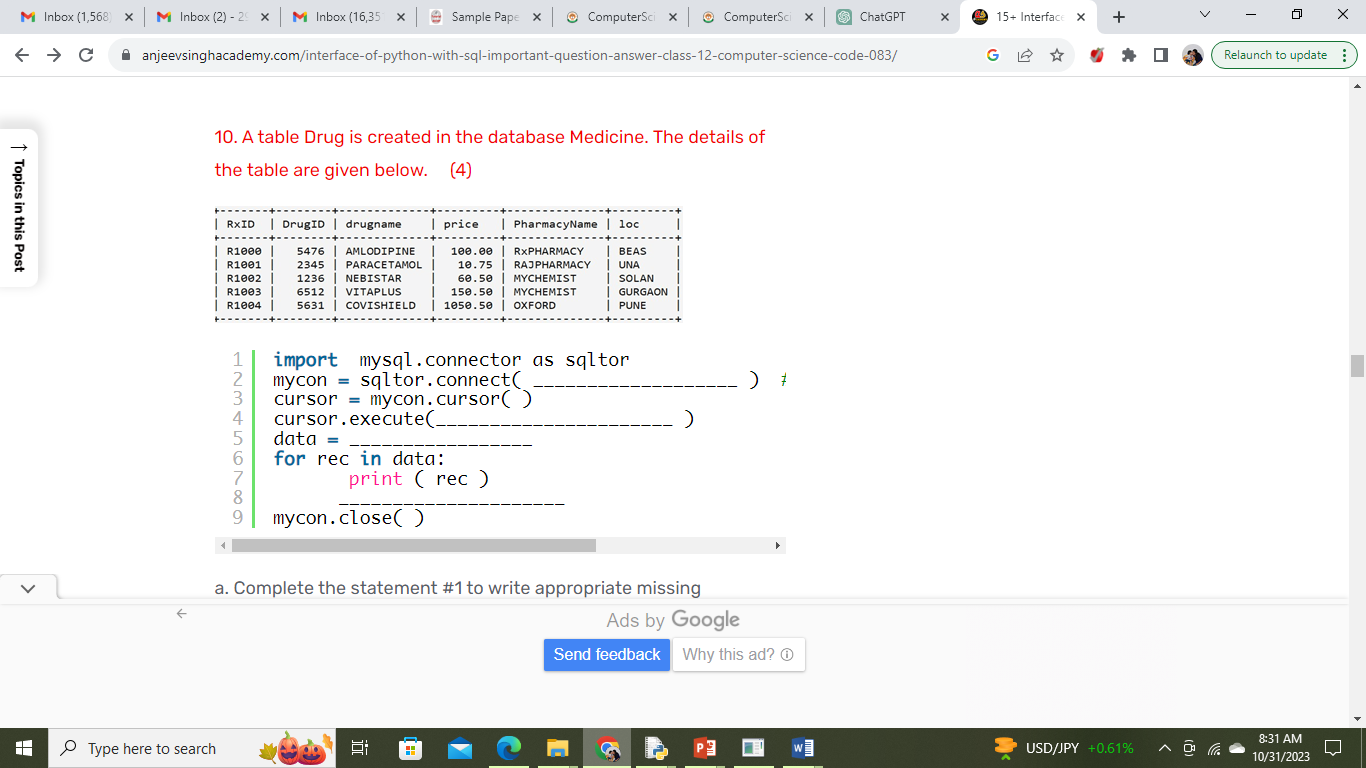 Inbox (1,568)
Inbox (2) - 2
Inbox (16,35
Sample Pape
ComputerSci
ComputerSci
ChatGPT
15+ Interfac
anjeevsinghacademy.com/interface-of-python-with-sql-important-question-answer-class-12-computer-science-code-083/
Relaunch to update
→ Topics in this Post
10. A table Drug is created in the database Medicine. The details of
the table are given below. (4)
| RxID | DrugID | drugname | price | PharmacyName | loc |
| R1000 | 5476 | AMLODIPINE | 100.00 | RxPHARMACY | BEAS |
| R1001 | 2345 | PARACETAMOL | 10.75 | RAJPHARMACY | UNA |
| R1002 | 1236 | NEBISTAR | 60.50 | MYCHEMIST | SOLAN |
| R1003 | 6512 | VITAPLUS | 150.50 | MYCHEMIST | GURGAON |
| R1004 | 5631 | COVISHIELD | 1050.50 | OXFORD | PUNE |
1 import mysql.connector as sqltor
2 mycon = sqltor.connect( ___________________ ) #
3 cursor = mycon.cursor( )
4 cursor.execute(______________________ )
5 data = _________________
6 for rec in data:
7 print ( rec )
8 _____________________
9 mycon.close( )
a. Complete the statement #1 to write appropriate missing
Ads by Google
Send feedback
Why this ad?
Type here to search
USD/JPY +0.61%
8:31 AM
10/31/2023